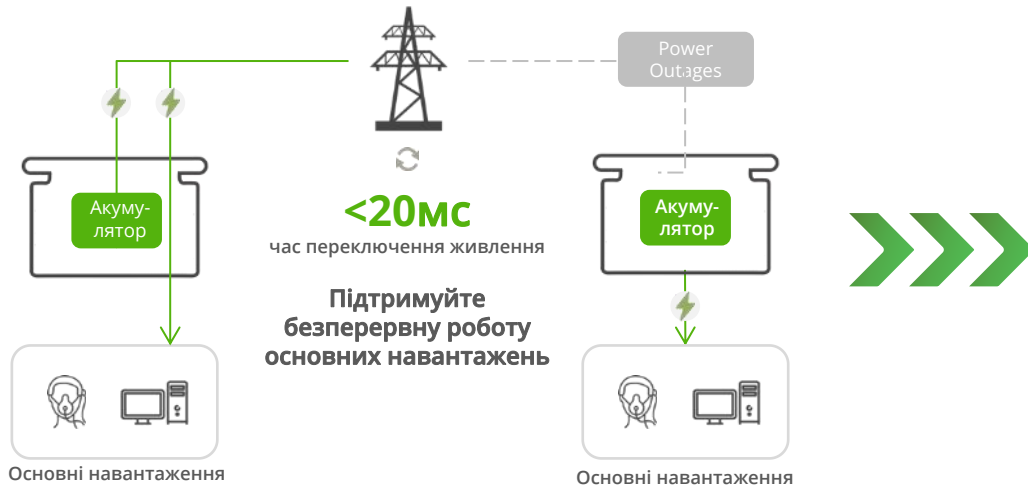 Power
Outages
Акуму-
лятор
<20мс
час переключення живлення
Підтримуйте
безперервну роботу
основних навантажень
Акуму-
лятор
Основні навантаження
Основні навантаження